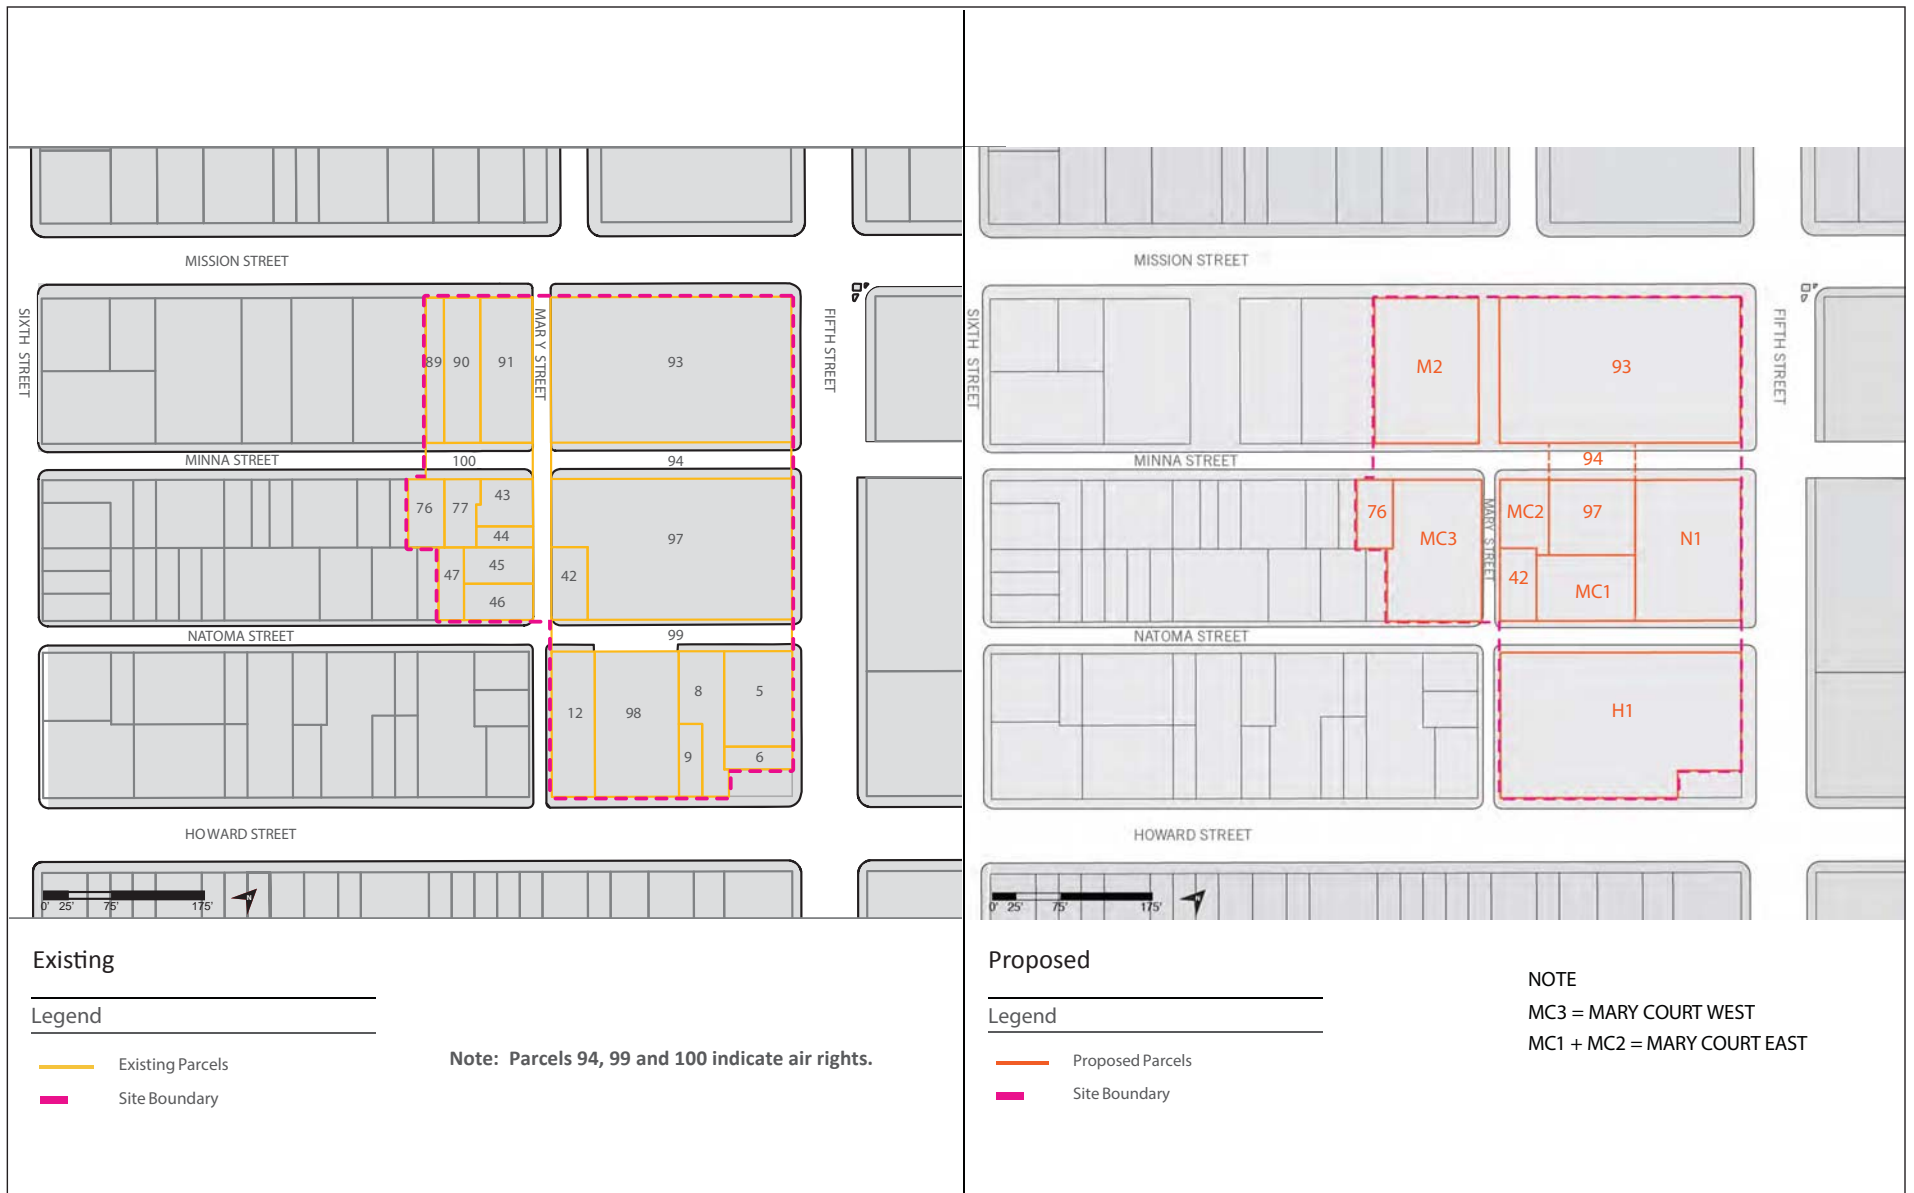 MISSION STREET
SIXTH STREET
MARY STREET
FIFTH STREET
89
90
91
93
MINNA STREET
100
94
76
77
43
44
97
47
45
42
46
NATOMA STREET
99
12
98
8
5
9
6
HOWARD STREET
0' 25' 75' 175'
N
Existing
Legend
Existing Parcels
Site Boundary
Note: Parcels 94, 99 and 100 indicate air rights.
MISSION STREET
SIXTH STREET
FIFTH STREET
M2
93
MINNA STREET
94
76
MC3
MARY STREET
MC2
97
N1
42
MC1
NATOMA STREET
H1
HOWARD STREET
0' 25' 75' 175'
N
Proposed
Legend
Proposed Parcels
Site Boundary
NOTE
MC3 = MARY COURT WEST
MC1 + MC2 = MARY COURT EAST